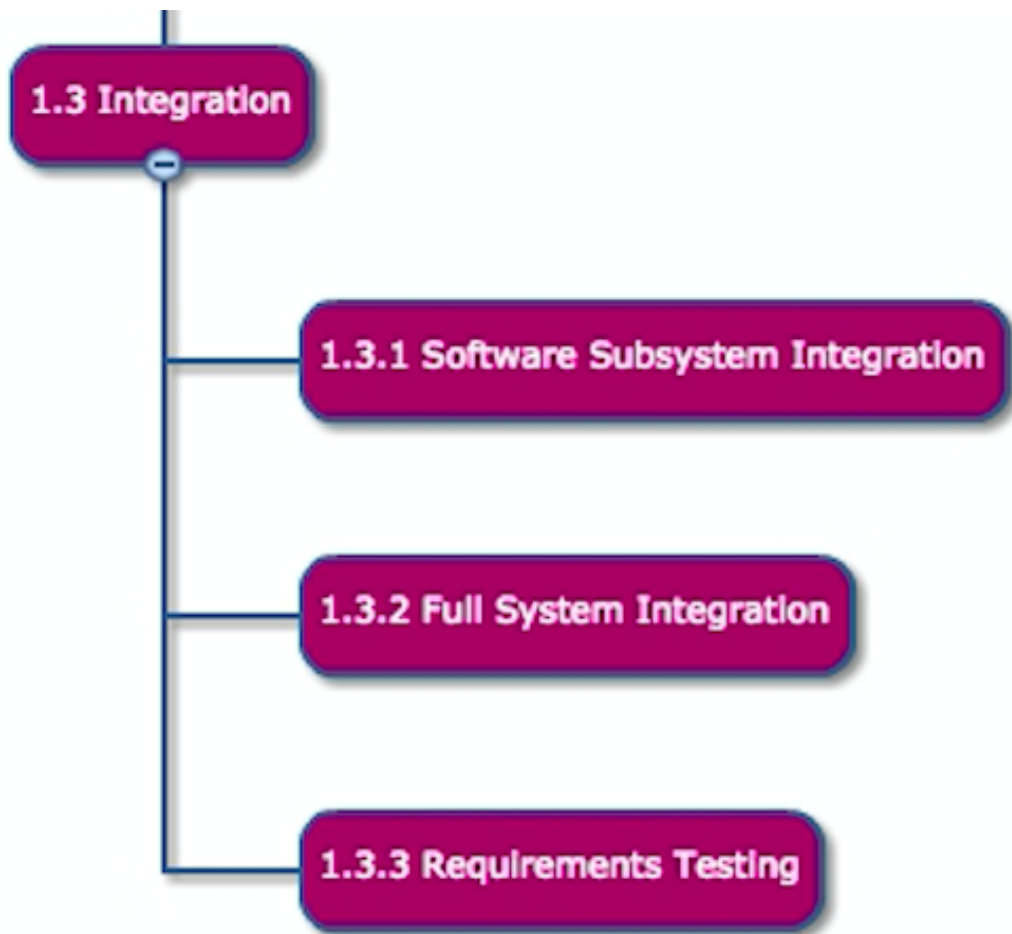 1.3 Integration
1.3.1 Software Subsystem Integration
1.3.2 Full System Integration
1.3.3 Requirements Testing